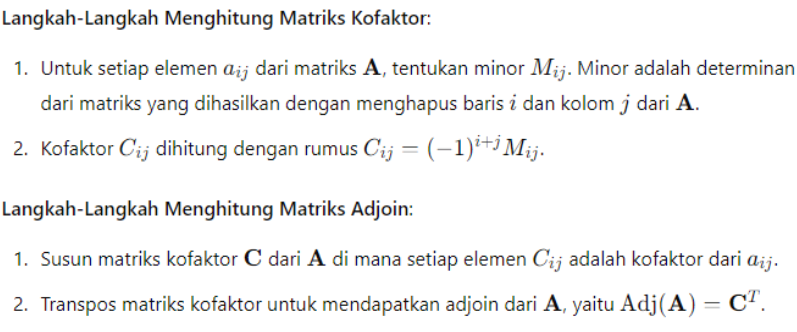 Langkah-Langkah Menghitung Matriks Kofaktor:
1. Untuk setiap elemen $a_{ij}$ dari matriks $\mathbf{A}$, tentukan minor $M_{ij}$. Minor adalah determinan
dari matriks yang dihasilkan dengan menghapus baris $i$ dan kolom $j$ dari $\mathbf{A}$.
2. Kofaktor $C_{ij}$ dihitung dengan rumus $C_{ij} = (-1)^{i+j} M_{ij}$.
Langkah-Langkah Menghitung Matriks Adjoin:
1. Susun matriks kofaktor $\mathbf{C}$ dari $\mathbf{A}$ di mana setiap elemen $C_{ij}$ adalah kofaktor dari $a_{ij}$.
2. Transpos matriks kofaktor untuk mendapatkan adjoin dari $\mathbf{A}$, yaitu $\text{Adj}(\mathbf{A}) = \mathbf{C}^T$.